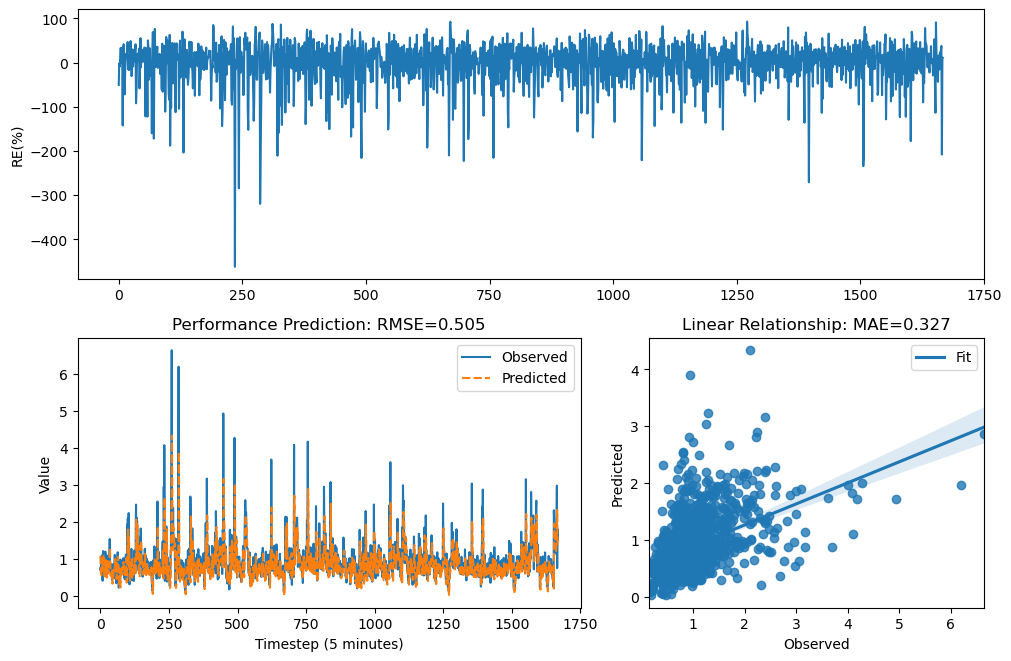 100
0
−100
−200
−300
−400
RE(%)
0 250 500 750 1000 1250 1500 1750
Performance Prediction: RMSE=0.505
Observed
Predicted
6
5
4
3
2
1
0
Value
0 250 500 750 1000 1250 1500 1750
Timestep (5 minutes)
Linear Relationship: MAE=0.327
Fit
4
3
2
1
0
Predicted
1 2 3 4 5 6
Observed